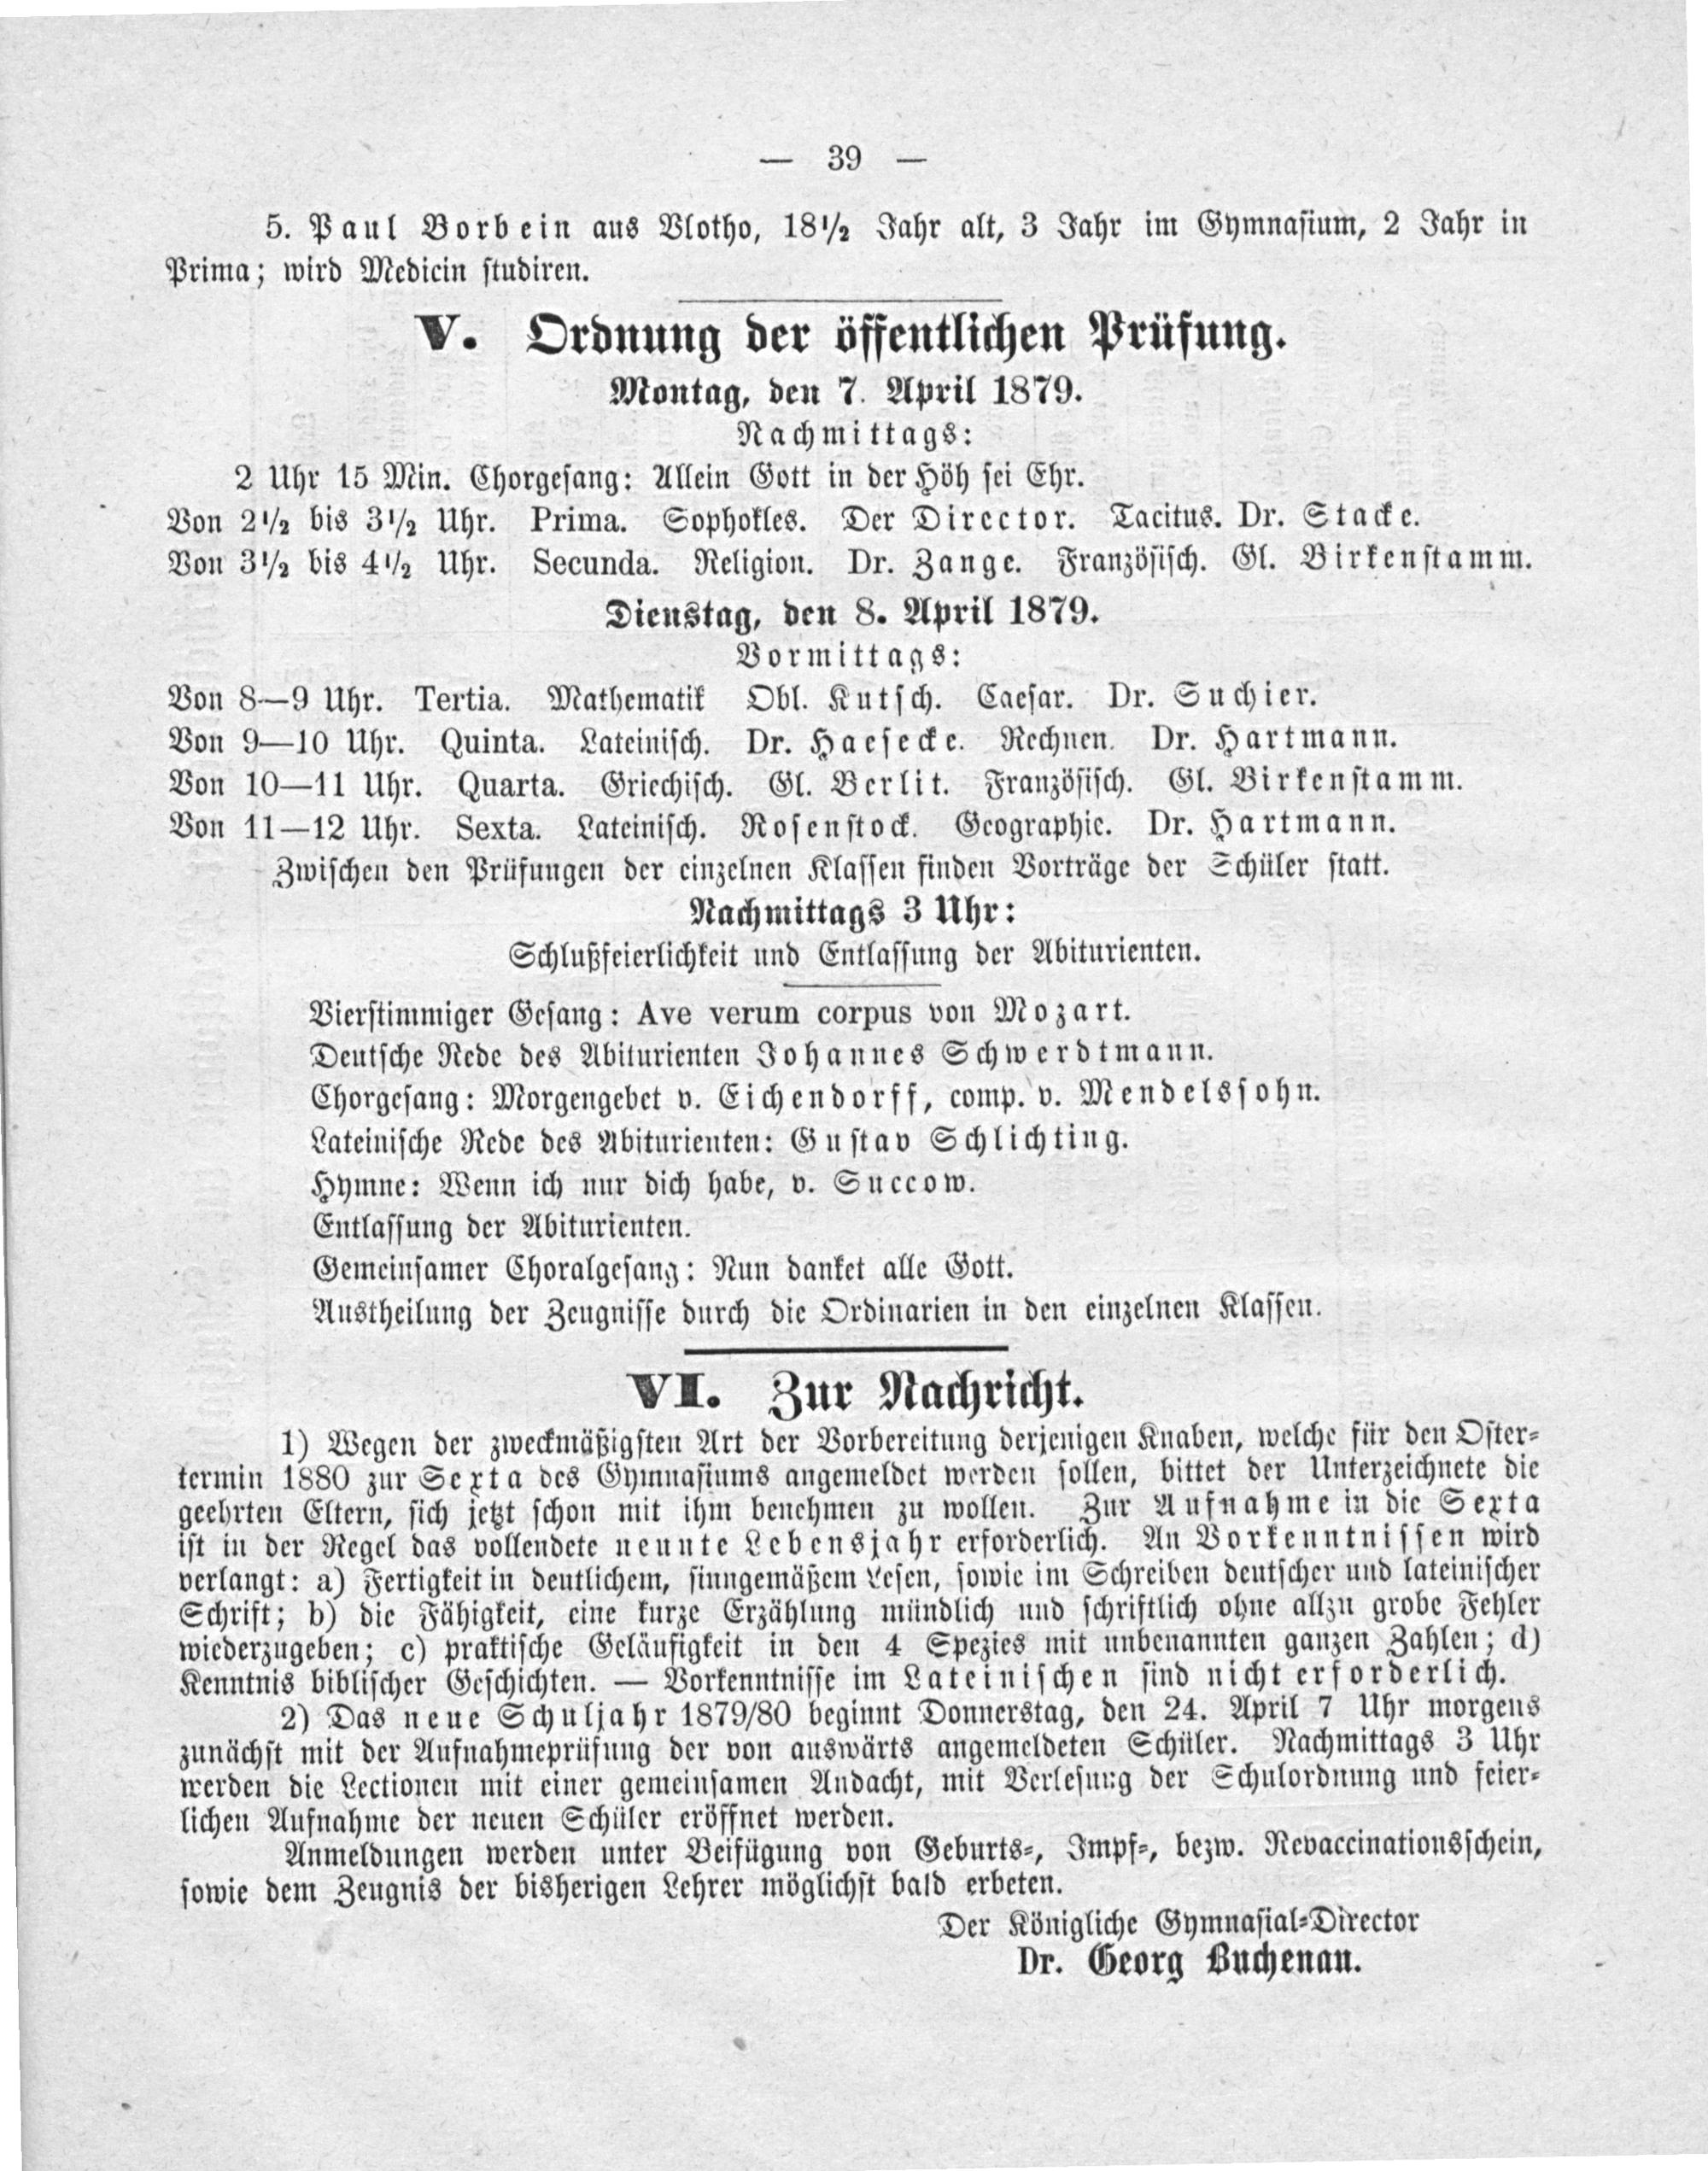 — 39 —
5. Paul Borbein aus Vlotho, 18½ Jahr alt, 3 Jahr im Gymnasium, 2 Jahr in
Prima; wird Medicin studiren.
V. Ordnung der öffentlichen Prüfung.
Montag, den 7. April 1879.
Nachmittags:
2 Uhr 15 Min. Chorgesang: Allein Gott in der Höh sei Ehr.
Von 2½ bis 3½ Uhr. Prima. Sophokles. Der Director. Tacitus. Dr. Stacke.
Von 3½ bis 4½ Uhr. Secunda. Religion. Dr. Zange. Französisch. Gl. Birkenstamm.
Dienstag, den 8. April 1879.
Vormittags:
Von 8—9 Uhr. Tertia. Mathematik Obl. Kutsch. Caesar. Dr. Suchier.
Von 9—10 Uhr. Quinta. Lateinisch. Dr. Haesecke. Rechnen. Dr. Hartmann.
Von 10—11 Uhr. Quarta. Griechisch. Gl. Berlit. Französisch. Gl. Birkenstamm.
Von 11—12 Uhr. Sexta. Lateinisch. Rosenstock. Geographie. Dr. Hartmann.
Zwischen den Prüfungen der einzelnen Klassen finden Vorträge der Schüler statt.
Nachmittags 3 Uhr:
Schlußfeierlichkeit und Entlassung der Abiturienten.
Vierstimmiger Gesang: Ave verum corpus von Mozart.
Deutsche Rede des Abiturienten Johannes Schwerdtmann.
Chorgesang: Morgengebet v. Eichendorff, comp. v. Mendelssohn.
Lateinische Rede des Abiturienten: Gustav Schlichting.
Hymne: Wenn ich nur dich habe, v. Succow.
Entlassung der Abiturienten.
Gemeinsamer Choralgesang: Nun danket alle Gott.
Austheilung der Zeugnisse durch die Ordinarien in den einzelnen Klassen.
VI. Zur Nachricht.
1) Wegen der zweckmäßigsten Art der Vorbereitung derjenigen Knaben, welche für den Oster-
termin 1880 zur Sexta des Gymnasiums angemeldet werden sollen, bittet der Unterzeichnete die
geehrten Eltern, sich jetzt schon mit ihm benehmen zu wollen. Zur Aufnahme in die Sexta
ist in der Regel das vollendete neunte Lebensjahr erforderlich. An Vorkenntnissen wird
verlangt: a) Fertigkeit in deutlichem, sinngemäßem Lesen, sowie im Schreiben deutscher und lateinischer
Schrift; b) die Fähigkeit, eine kurze Erzählung mündlich und schriftlich ohne allzu grobe Fehler
wiederzugeben; c) praktische Geläufigkeit in den 4 Spezies mit unbenannten ganzen Zahlen; d)
Kenntnis biblischer Geschichten. — Vorkenntnisse im Lateinischen sind nicht erforderlich.
2) Das neue Schuljahr 1879/80 beginnt Donnerstag, den 24. April 7 Uhr morgens
zunächst mit der Aufnahmeprüfung der von auswärts angemeldeten Schüler. Nachmittags 3 Uhr
werden die Lectionen mit einer gemeinsamen Andacht, mit Verlesung der Schulordnung und feier-
lichen Aufnahme der neuen Schüler eröffnet werden.
Anmeldungen werden unter Beifügung von Geburts-, Impf-, bezw. Revaccinationsschein,
sowie dem Zeugnis der bisherigen Lehrer möglichst bald erbeten.
Der Königliche Gymnasial-Director
Dr. Georg Buchenau.